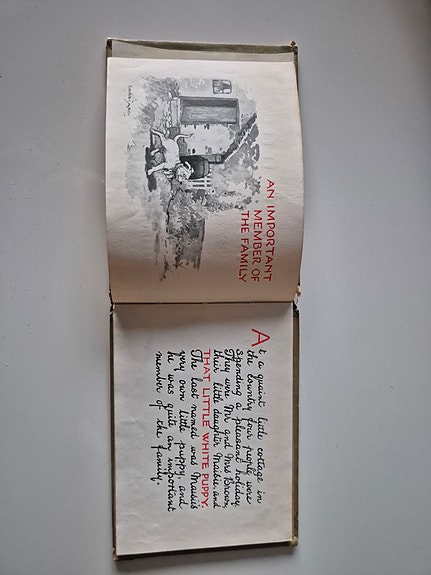 AN IMPORTANT
MEMBER OF
THE FAMILY
At a quaint little cottage in
the country four people were
spending a pleasant holiday.
They were Mr and Mrs Brown,
their little daughter Maisie, and
THAT LITTLE WHITE PUPPY.
The last named was Maisie's
very own little puppy, and
he was quite an important
member of the family.